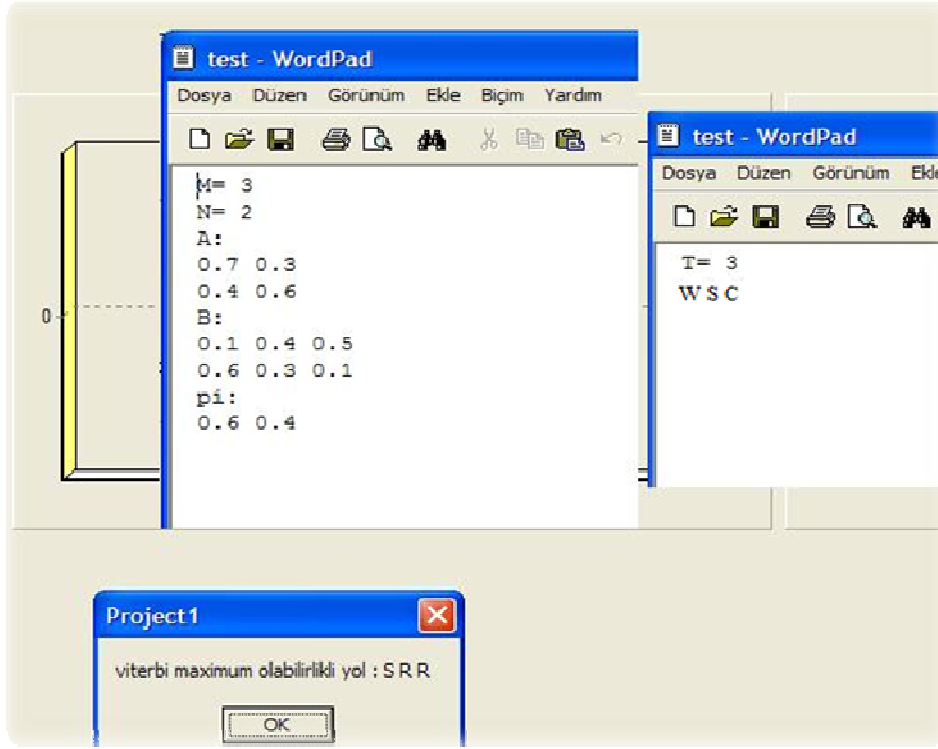 test - WordPad
Dosya Düzen Görünüm Ekle Biçim Yardım
M= 3
N= 2
A:
0.7 0.3
0.4 0.6
B:
0.1 0.4 0.5
0.6 0.3 0.1
pi:
0.6 0.4
test - WordPad
Dosya Düzen Görünüm Ekle
T= 3
W S C
0
Project1
viterbi maximum olabilirlikli yol : S R R
OK